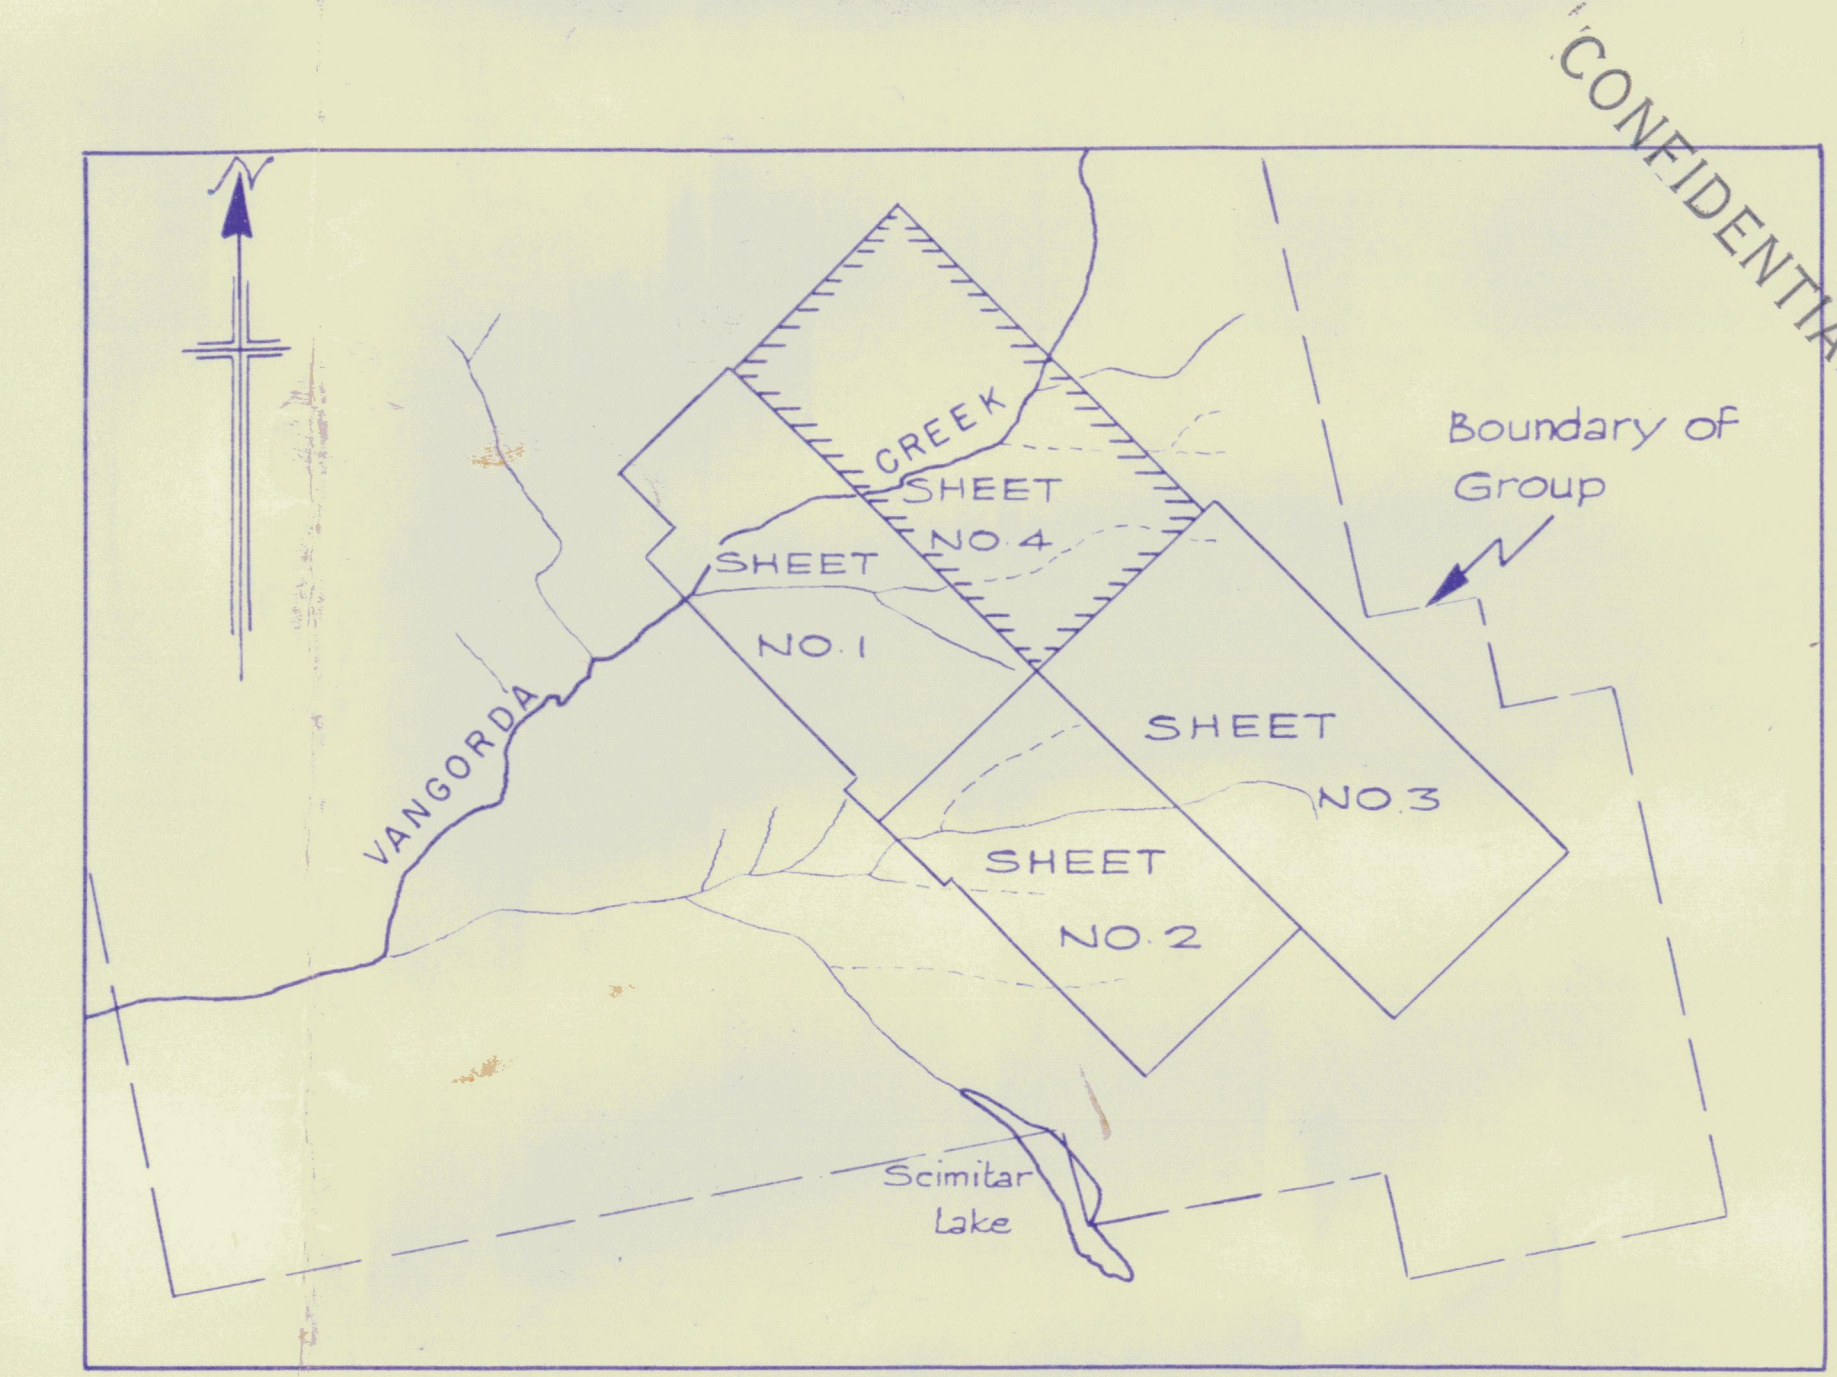 CONFIDENTIA
N
Boundary of
Group
CREEK
SHEET
NO. 4
SHEET
NO. 1
VANGORDA
SHEET
NO. 3
SHEET
NO. 2
Scimitar
Lake